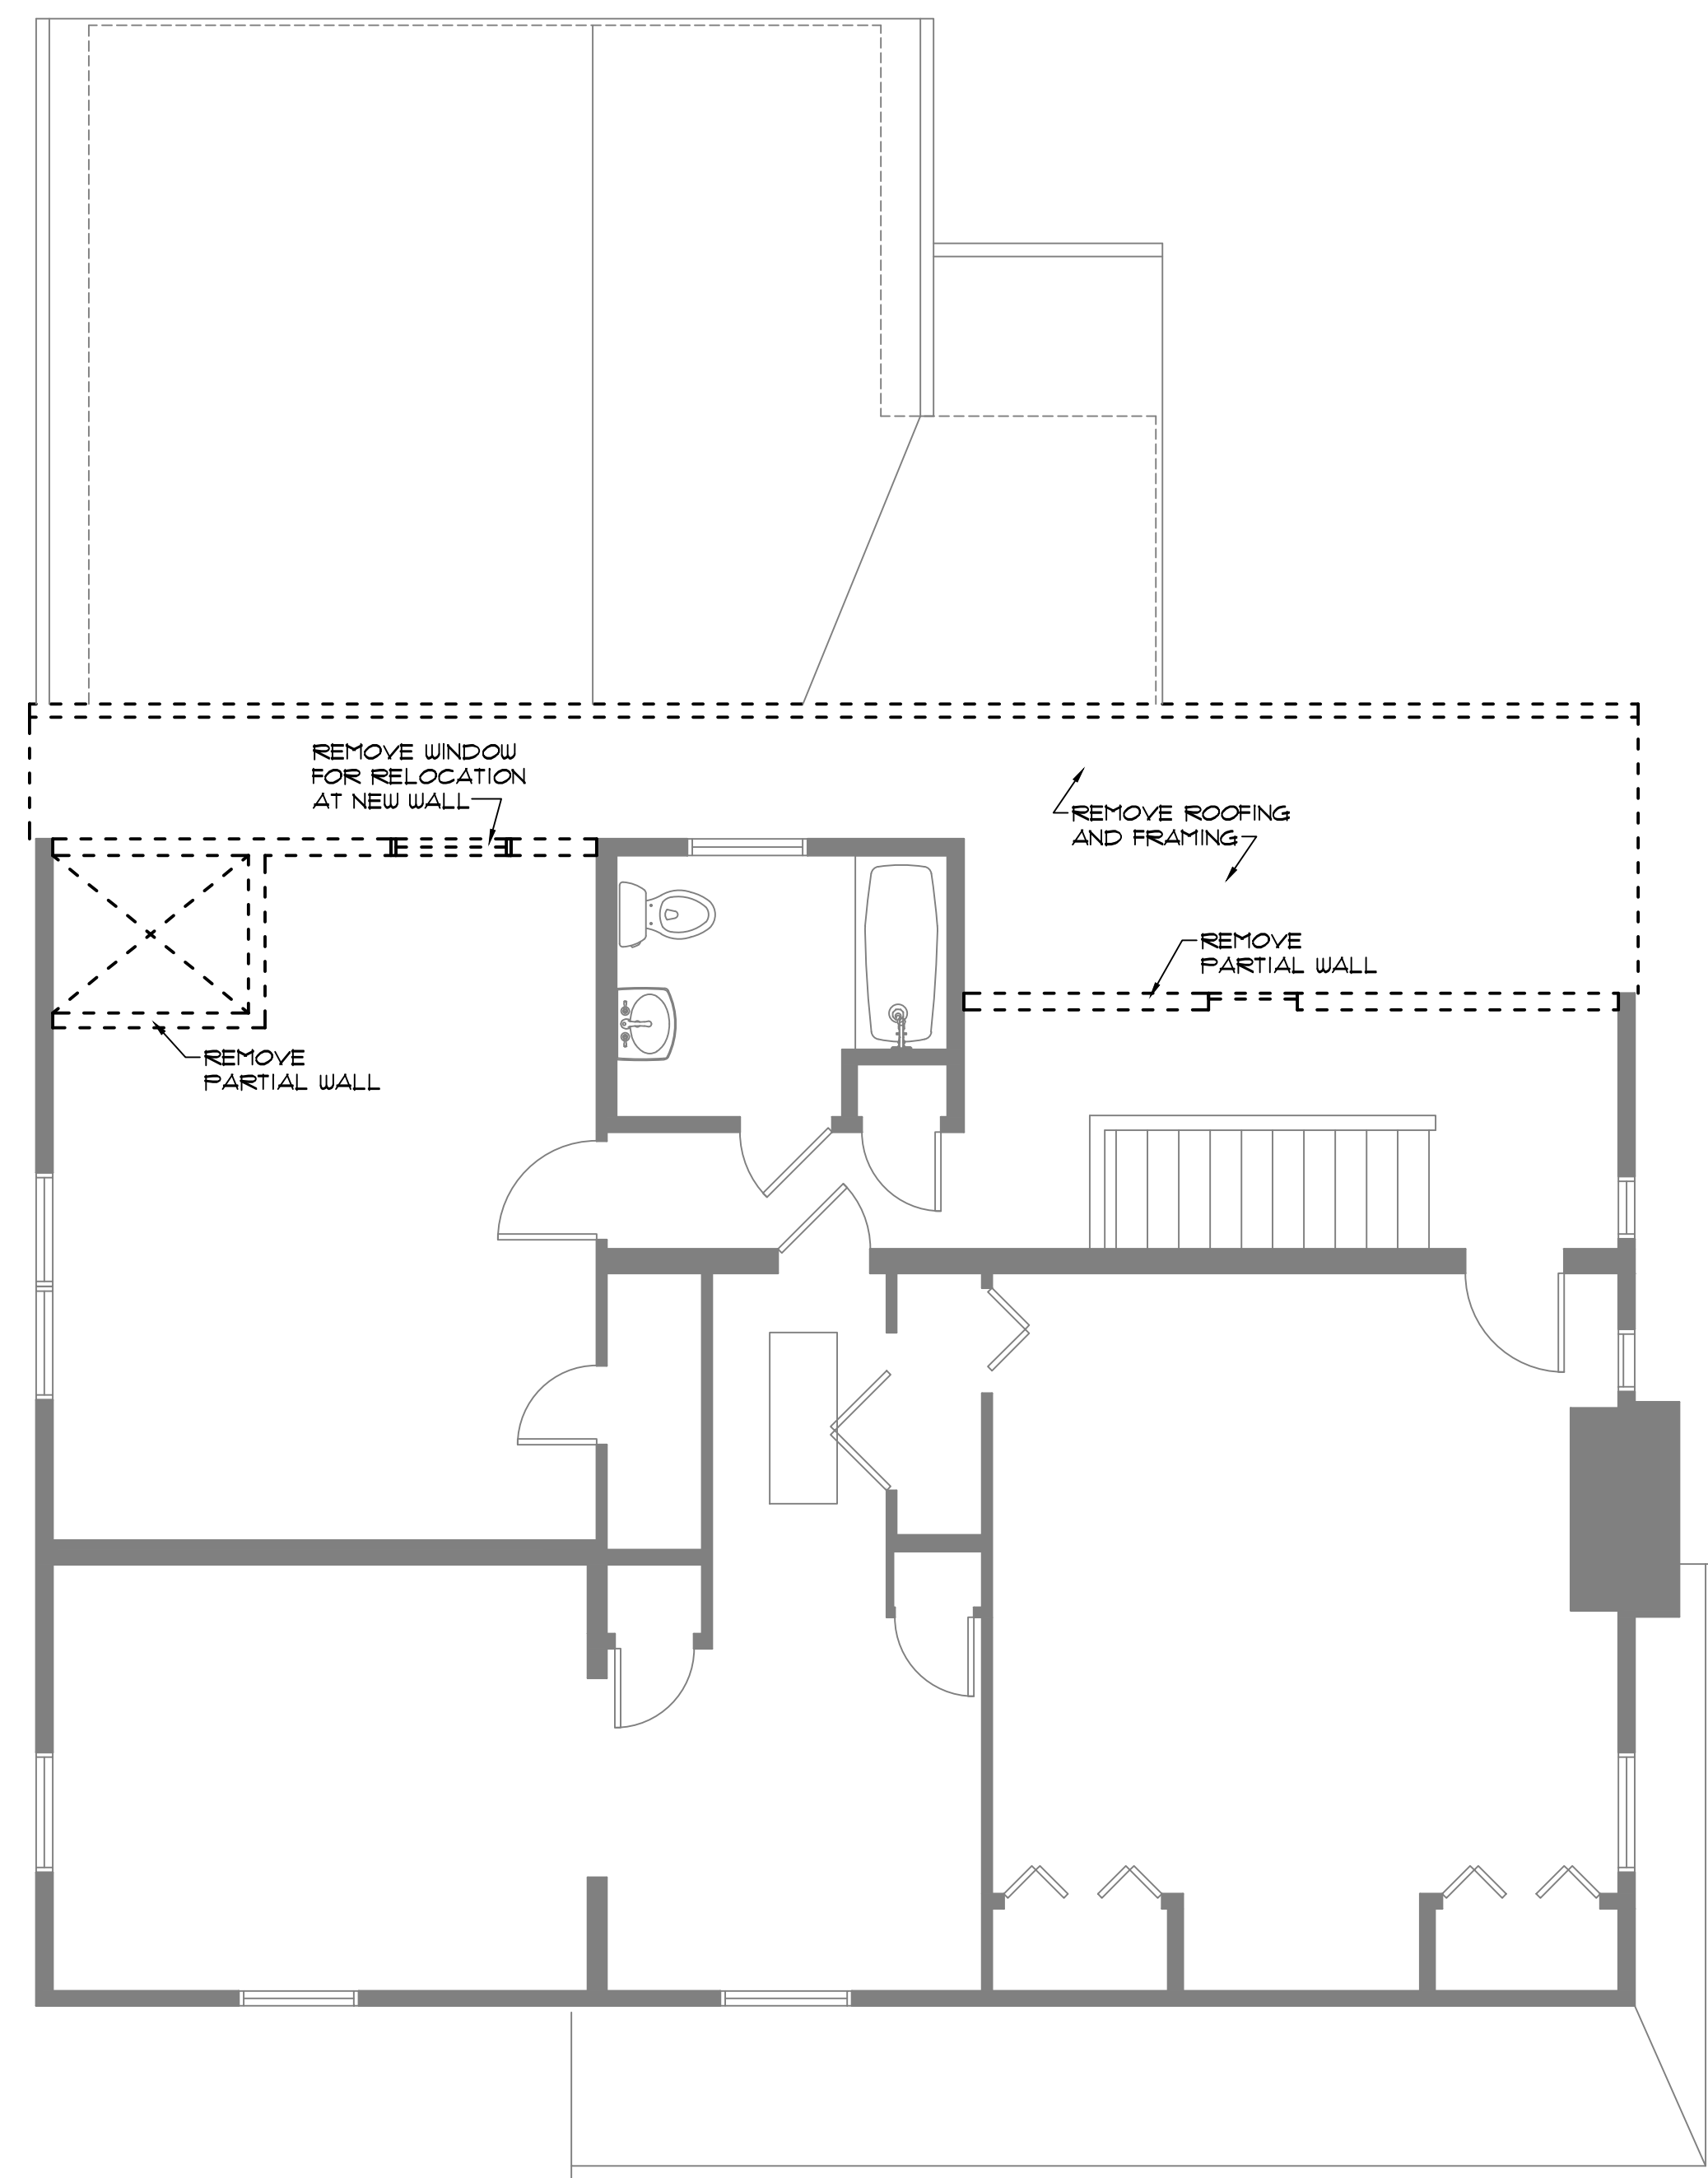 REMOVE WINDOW
FOR RELOCATION
AT NEW WALL
REMOVE ROOFING
AND FRAMING
REMOVE
PARTIAL WALL
REMOVE
PARTIAL WALL